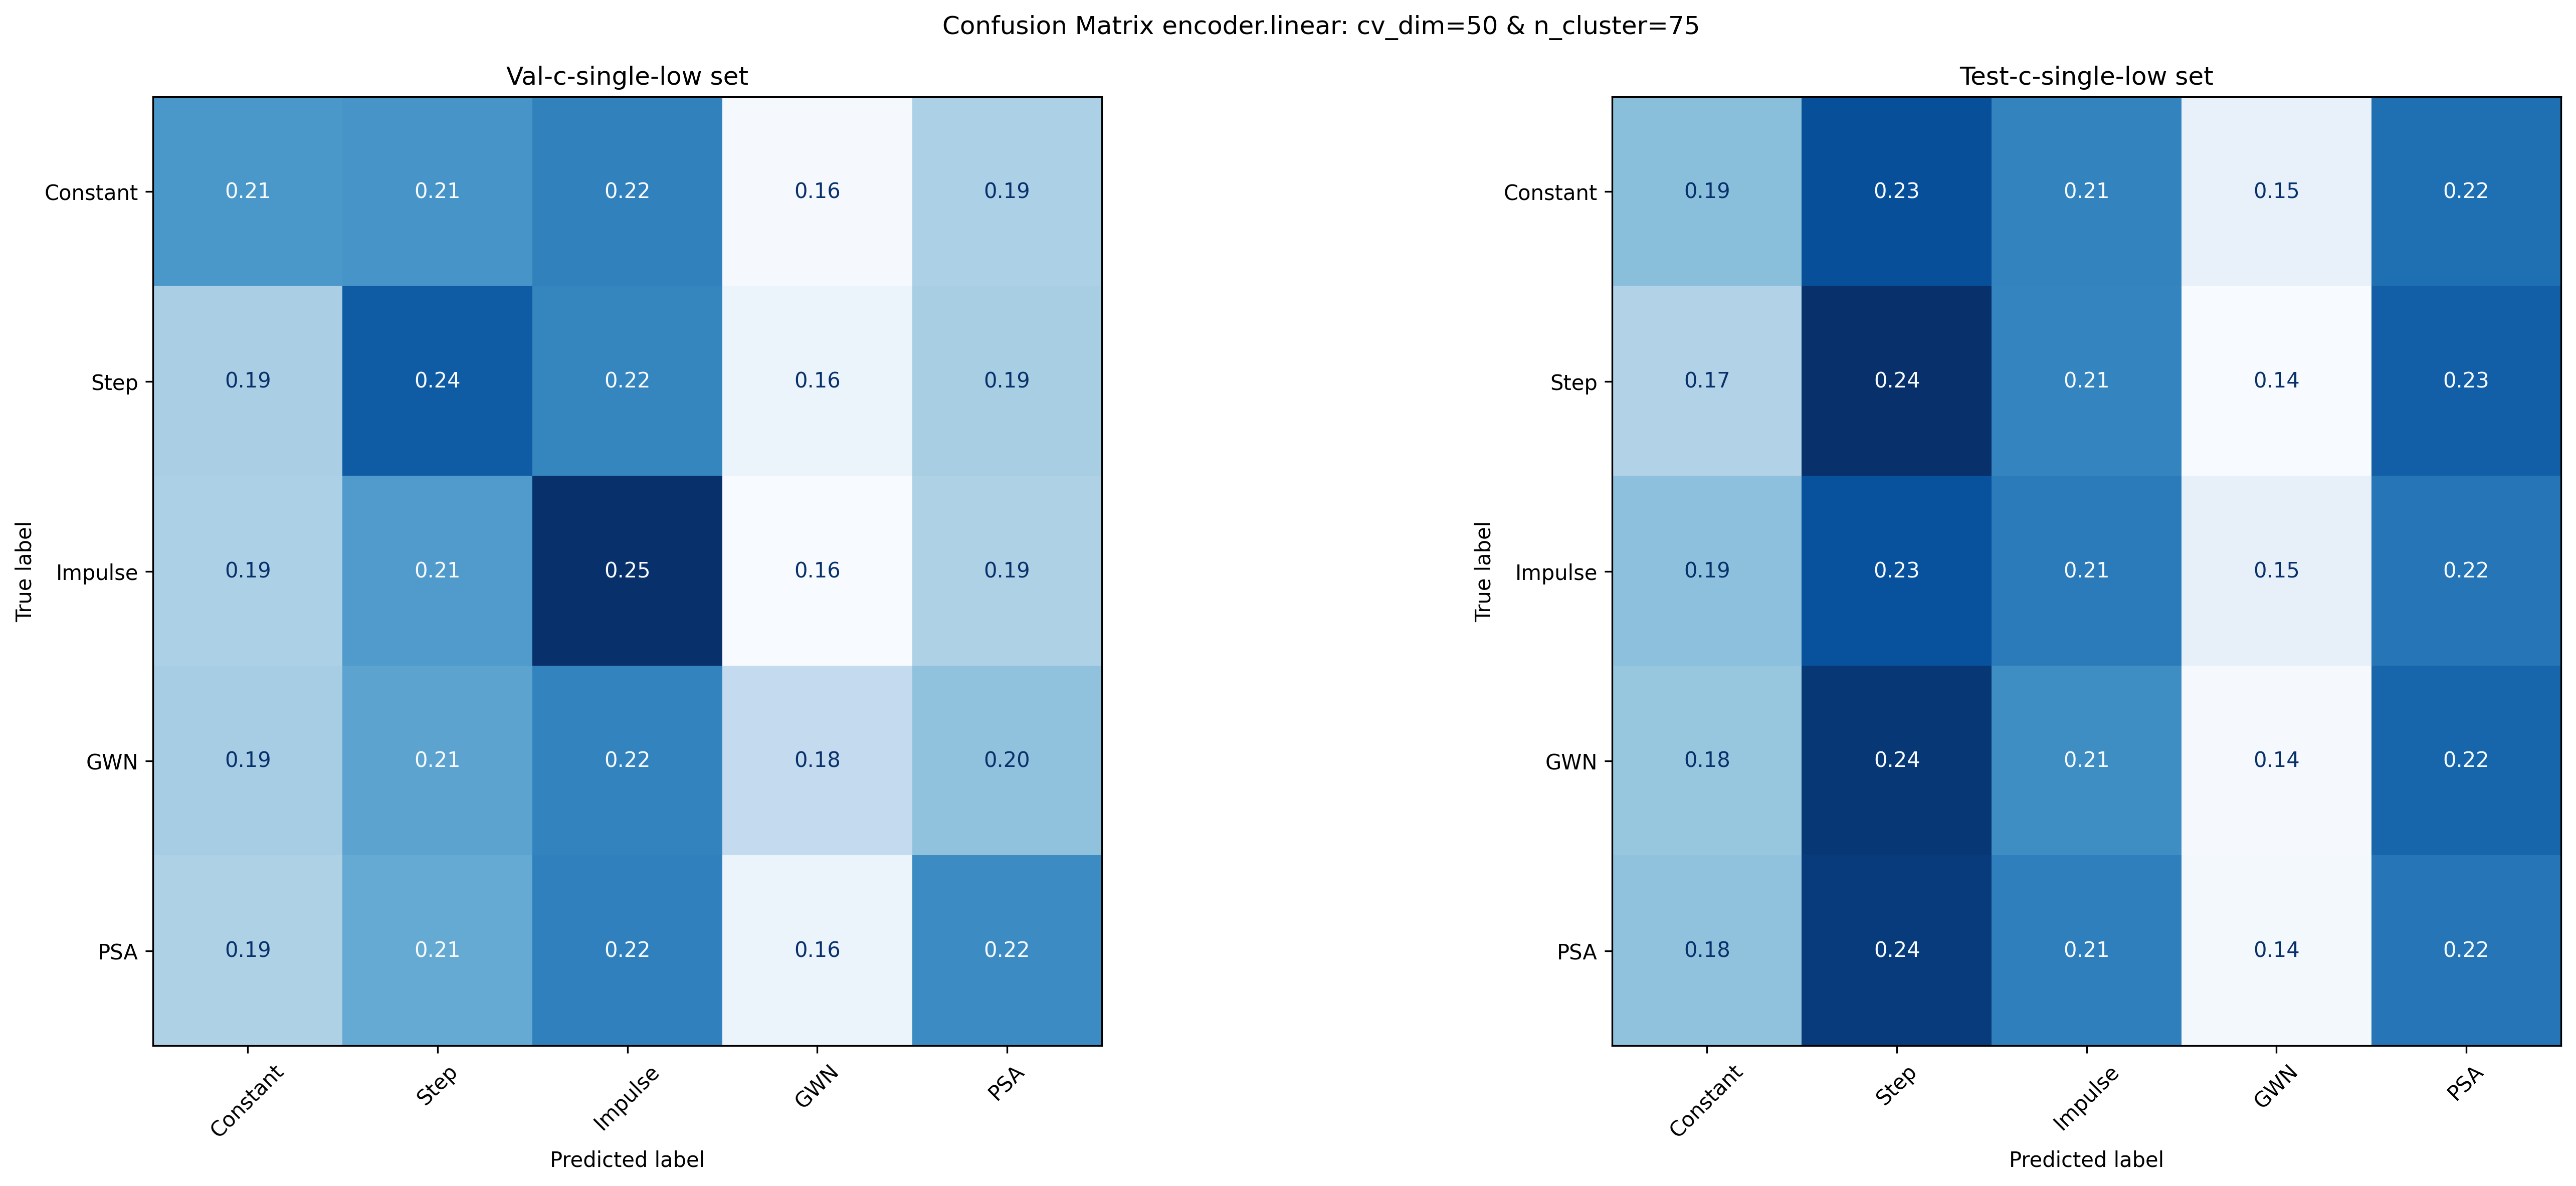 Confusion Matrix encoder.linear: cv_dim=50 & n_cluster=75
Val-c-single-low set
True label
Constant 0.21 0.21 0.22 0.16 0.19
Step 0.19 0.24 0.22 0.16 0.19
Impulse 0.19 0.21 0.25 0.16 0.19
GWN 0.19 0.21 0.22 0.18 0.20
PSA 0.19 0.21 0.22 0.16 0.22
Constant Step Impulse GWN PSA
Predicted label
Test-c-single-low set
True label
Constant 0.19 0.23 0.21 0.15 0.22
Step 0.17 0.24 0.21 0.14 0.23
Impulse 0.19 0.23 0.21 0.15 0.22
GWN 0.18 0.24 0.21 0.14 0.22
PSA 0.18 0.24 0.21 0.14 0.22
Constant Step Impulse GWN PSA
Predicted label